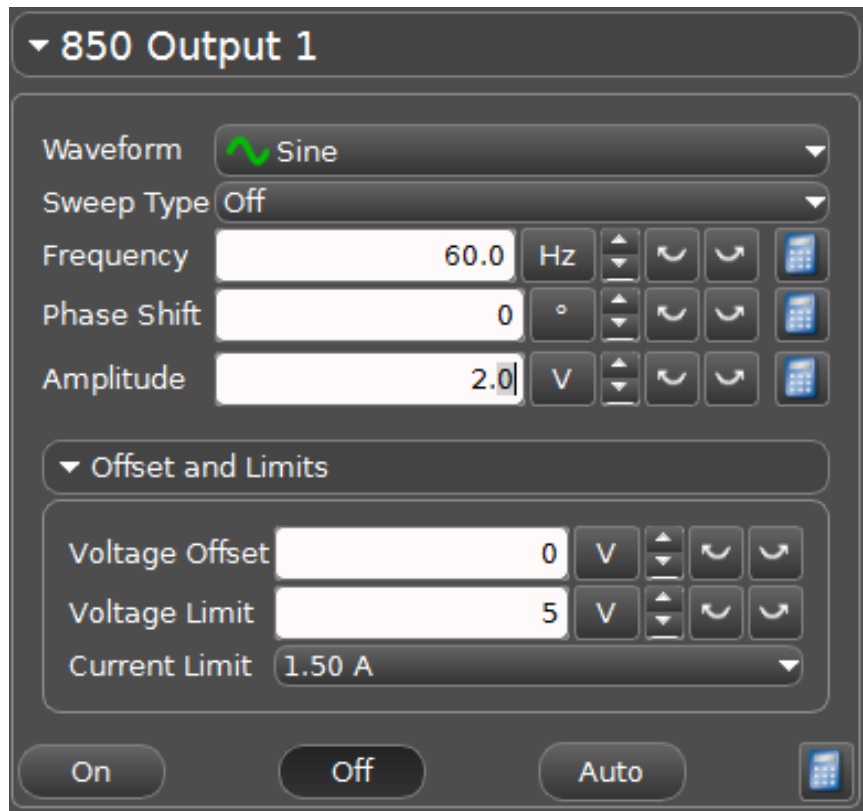 850 Output 1
Waveform Sine
Sweep Type Off
Frequency 60.0 Hz
Phase Shift 0 °
Amplitude 2.0 V
Offset and Limits
Voltage Offset 0 V
Voltage Limit 5 V
Current Limit 1.50 A
On Off Auto